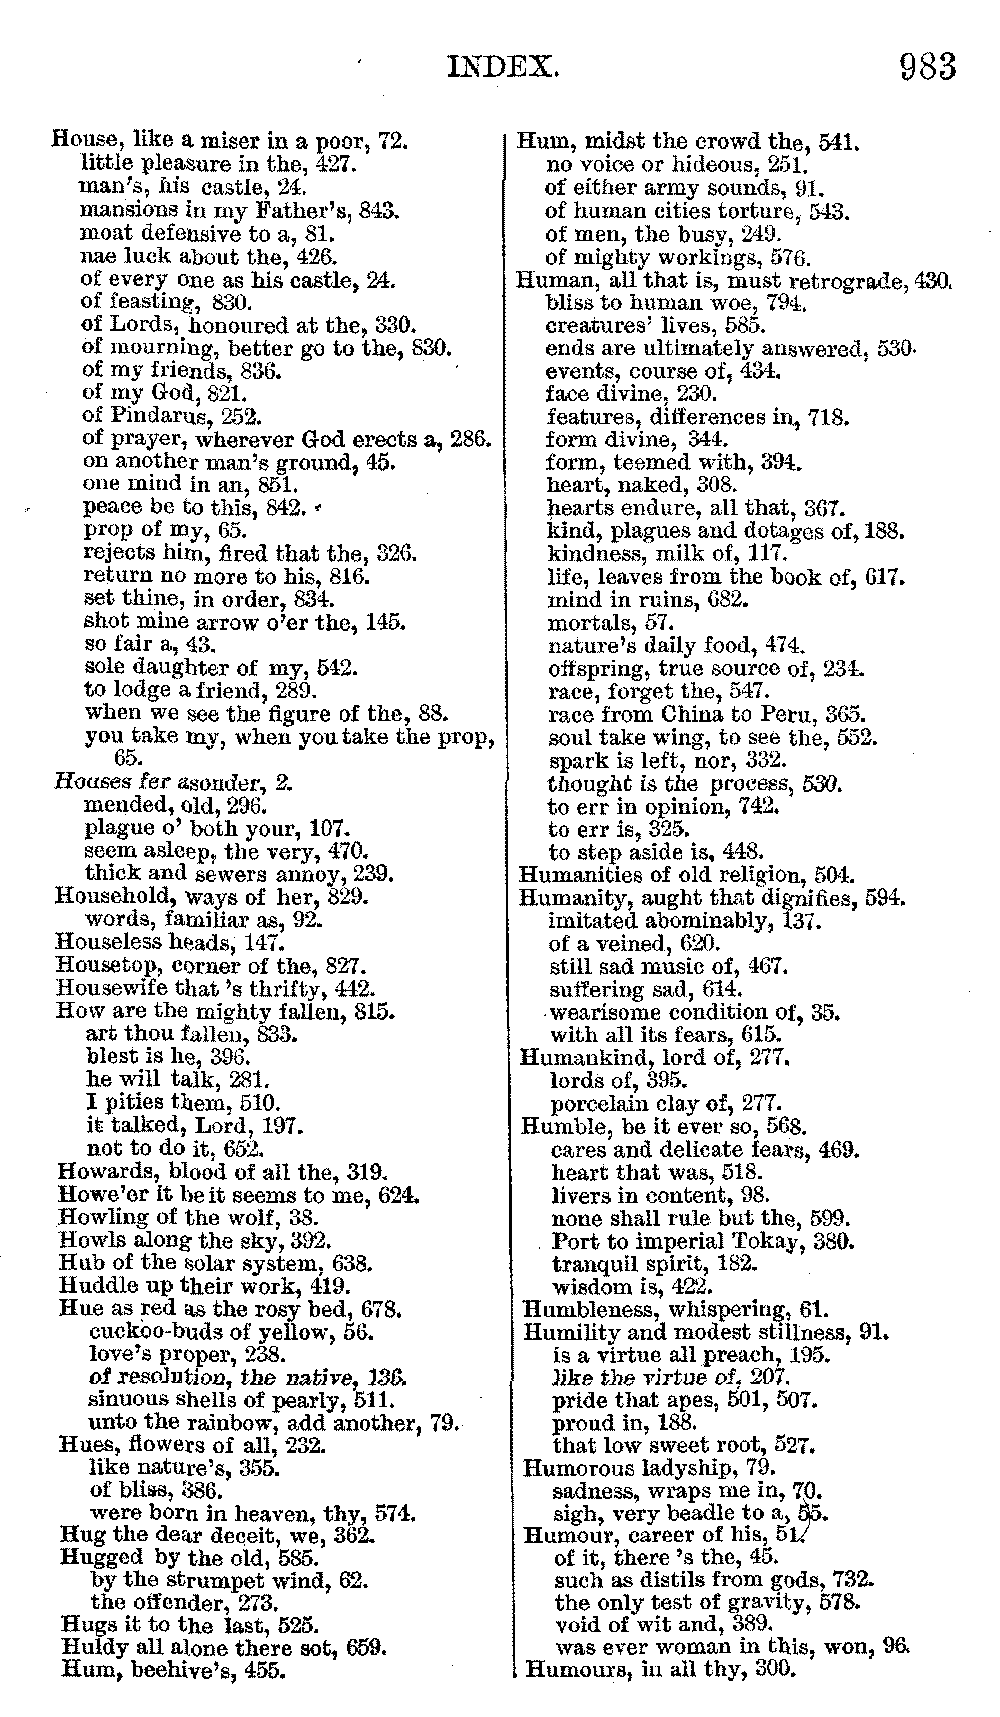 INDEX.
983
House, like a miser in a poor, 72.
little pleasure in the, 427.
man's, his castle, 24.
mansions in my Father's, 843.
moat defensive to a, 81.
nae luck about the, 426.
of every one as his castle, 24.
of feasting, 830.
of Lords, honoured at the, 330.
of mourning, better go to the, 830.
of my friends, 836.
of my God, 821.
of Pindarus, 252.
of prayer, wherever God erects a, 286.
on another man's ground, 45.
one mind in an, 851.
peace be to this, 842.
prop of my, 65.
rejects him, fired that the, 326.
return no more to his, 816.
set thine, in order, 834.
shot mine arrow o'er the, 145.
so fair a, 43.
sole daughter of my, 542.
to lodge a friend, 289.
when we see the figure of the, 88.
you take my, when you take the prop,
65.
Houses fer asonder, 2.
mended, old, 296.
plague o' both your, 107.
seem asleep, the very, 470.
thick and sewers annoy, 239.
Household, ways of her, 829.
words, familiar as, 92.
Houseless heads, 147.
Housetop, corner of the, 827.
Housewife that 's thrifty, 442.
How are the mighty fallen, 815.
art thou fallen, 833.
blest is he, 396.
he will talk, 281.
I pities them, 510.
it talked, Lord, 197.
not to do it, 652.
Howards, blood of all the, 319.
Howe'er it be it seems to me, 624.
Howling of the wolf, 38.
Howls along the sky, 392.
Hub of the solar system, 638.
Huddle up their work, 419.
Hue as red as the rosy bed, 678.
cuckoo-buds of yellow, 56.
love's proper, 238.
of resolution, the native, 136.
sinuous shells of pearly, 511.
unto the rainbow, add another, 79.
Hues, flowers of all, 232.
like nature's, 355.
of bliss, 386.
were born in heaven, thy, 574.
Hug the dear deceit, we, 362.
Hugged by the old, 585.
by the strumpet wind, 62.
the offender, 273.
Hugs it to the last, 525.
Huldy all alone there sot, 659.
Hum, beehive's, 455.
Hum, midst the crowd the, 541.
no voice or hideous, 251.
of either army sounds, 91.
of human cities torture, 543.
of men, the busy, 249.
of mighty workings, 576.
Human, all that is, must retrograde, 430.
bliss to human woe, 794.
creatures' lives, 585.
ends are ultimately answered, 530.
events, course of, 434.
face divine, 230.
features, differences in, 718.
form divine, 344.
form, teemed with, 394.
heart, naked, 308.
hearts endure, all that, 367.
kind, plagues and dotages of, 188.
kindness, milk of, 117.
life, leaves from the book of, 617.
mind in ruins, 682.
mortals, 57.
nature's daily food, 474.
offspring, true source of, 234.
race, forget the, 547.
race from China to Peru, 365.
soul take wing, to see the, 552.
spark is left, nor, 332.
thought is the process, 530.
to err in opinion, 742.
to err is, 325.
to step aside is, 448.
Humanities of old religion, 504.
Humanity, aught that dignifies, 594.
imitated abominably, 137.
of a veined, 620.
still sad music of, 467.
suffering sad, 614.
wearisome condition of, 35.
with all its fears, 615.
Humankind, lord of, 277.
lords of, 395.
porcelain clay of, 277.
Humble, be it ever so, 568.
cares and delicate fears, 469.
heart that was, 518.
livers in content, 98.
none shall rule but the, 599.
Port to imperial Tokay, 380.
tranquil spirit, 182.
wisdom is, 422.
Humbleness, whispering, 61.
Humility and modest stillness, 91.
is a virtue all preach, 195.
like the virtue of, 207.
pride that apes, 501, 507.
proud in, 188.
that low sweet root, 527.
Humorous ladyship, 79.
sadness, wraps me in, 70.
sigh, very beadle to a, 55.
Humour, career of his, 51.
of it, there 's the, 45.
such as distils from gods, 732.
the only test of gravity, 578.
void of wit and, 389.
was ever woman in this, won, 96.
Humours, in all thy, 300.